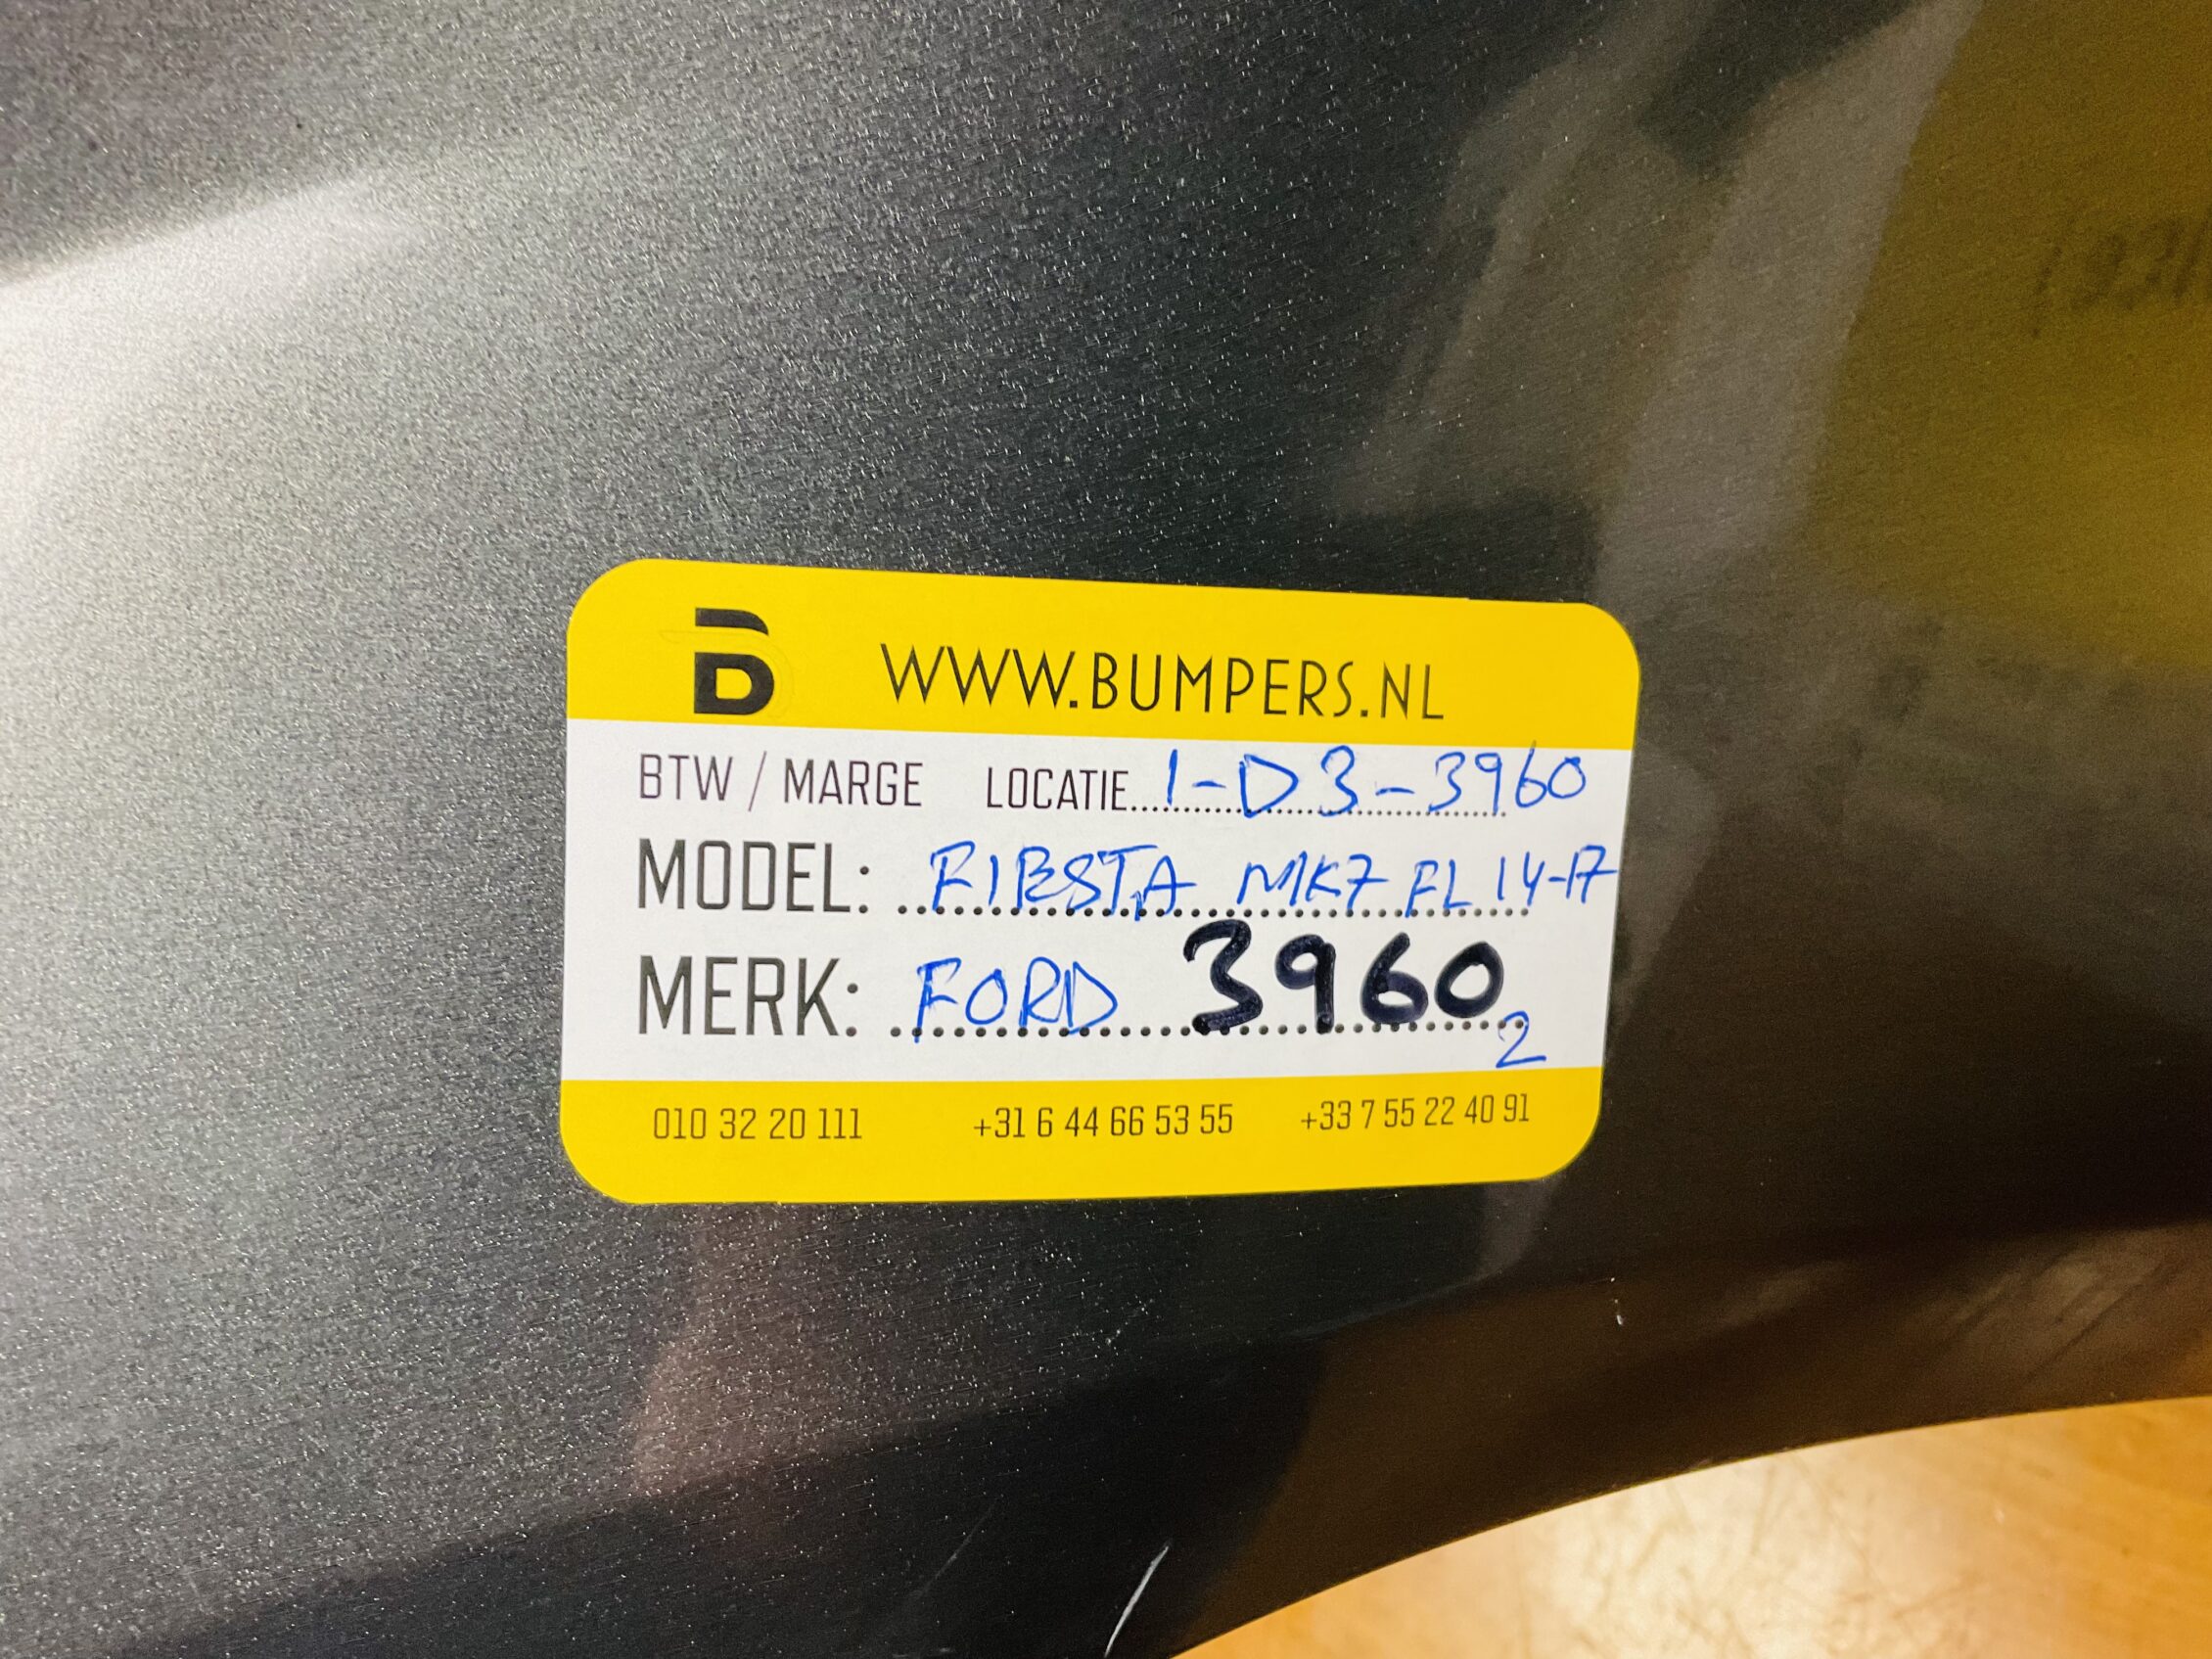 WWW.BUMPERS.NL
BTW / MARGE LOCATIE 1-D3-3960
MODEL: FIESTA MK7 FL 14-17
MERK: FORD 3960 2
010 32 20 111 +31 6 44 66 53 55 +33 7 55 22 40 91